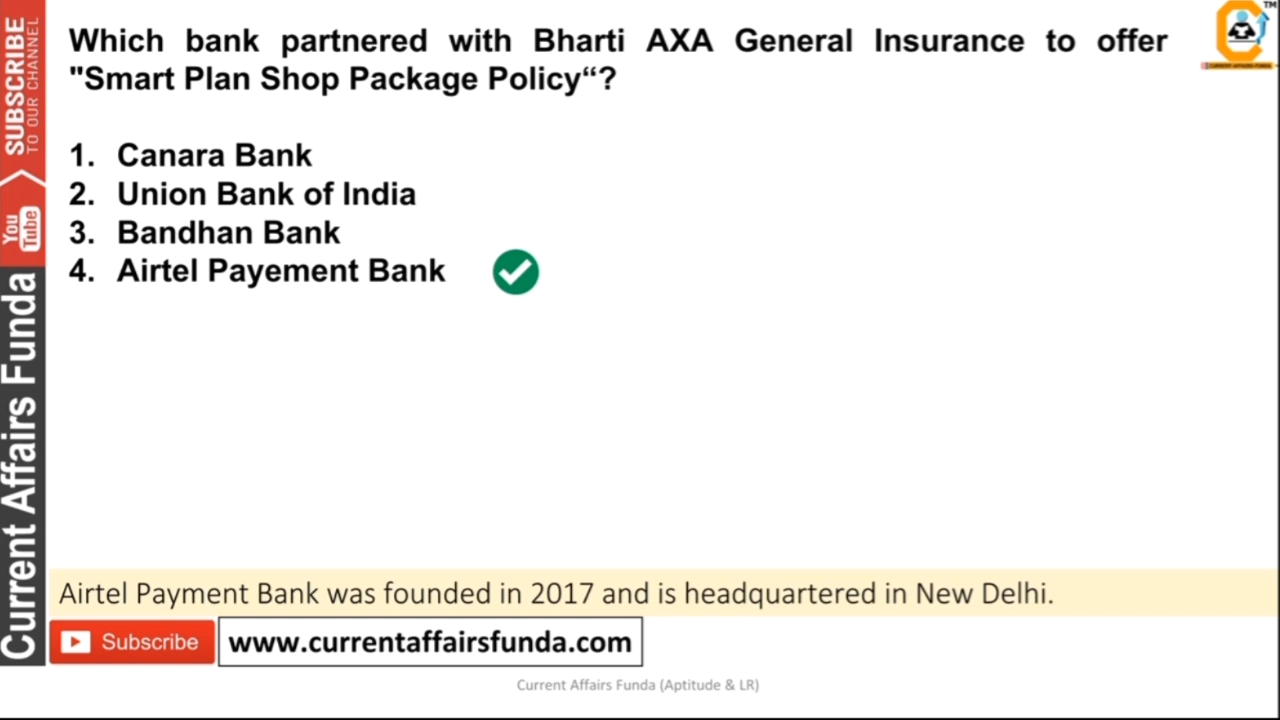 Which bank partnered with Bharti AXA General Insurance to offer
"Smart Plan Shop Package Policy“?
1. Canara Bank
2. Union Bank of India
3. Bandhan Bank
4. Airtel Payement Bank
Airtel Payment Bank was founded in 2017 and is headquartered in New Delhi.
Subscribe
www.currentaffairsfunda.com
Current Affairs Funda (Aptitude & LR)
SUBSCRIBE
TO OUR CHANNEL
You
Tube
Current Affairs Funda
TM
CURRENT AFFAIRS FUNDA